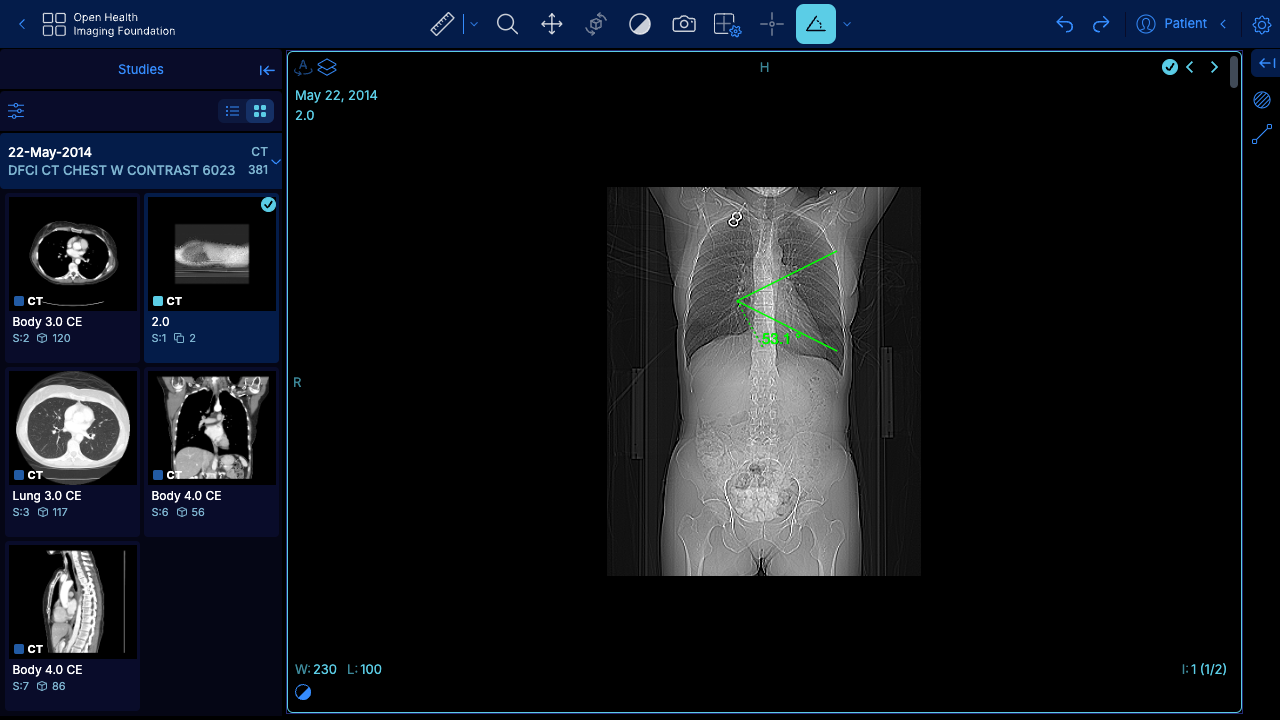 Open Health
Imaging Foundation
Patient
Studies
22-May-2014
CT
DFCI CT CHEST W CONTRAST 6023
381
CT
Body 3.0 CE
S:2 120
CT
2.0
S:1 2
CT
Lung 3.0 CE
S:3 117
CT
Body 4.0 CE
S:6 56
CT
Body 4.0 CE
S:7 86
A
H
May 22, 2014
2.0
R
53.1 °
W: 230 L: 100
I: 1 (1/2)